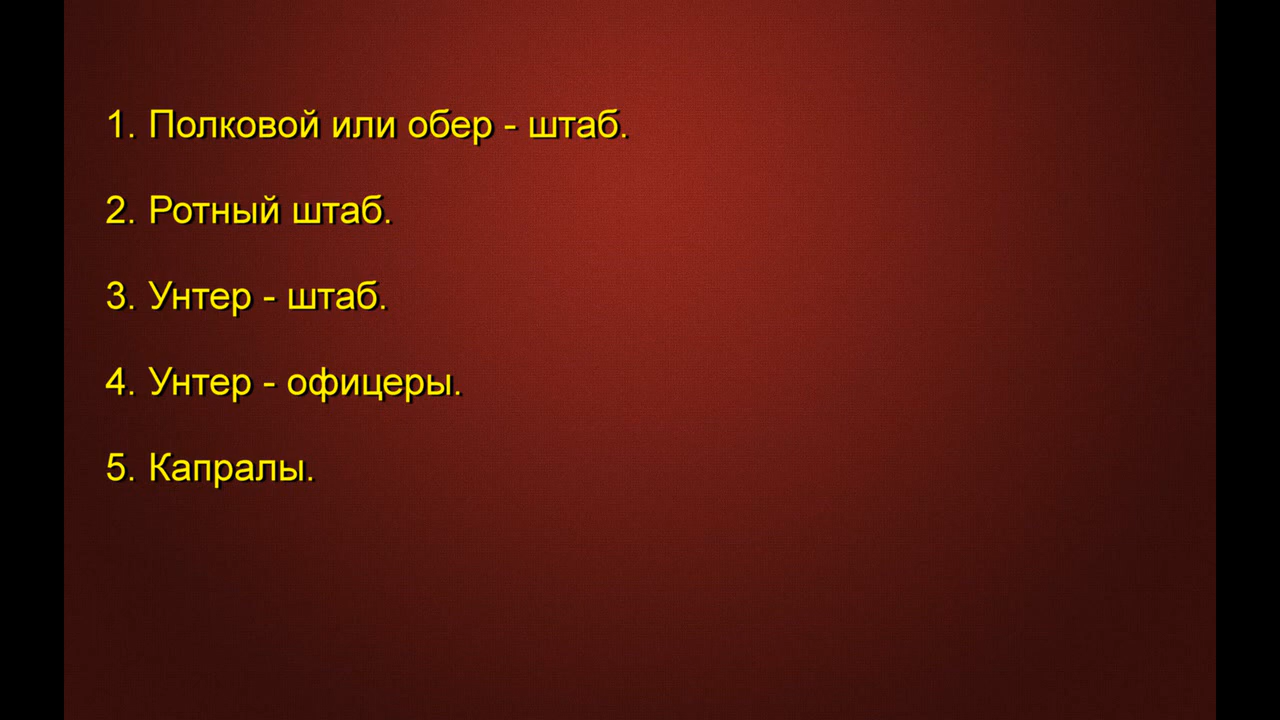 1. Полковой или обер - штаб.
2. Ротный штаб.
3. Унтер - штаб.
4. Унтер - офицеры.
5. Капралы.